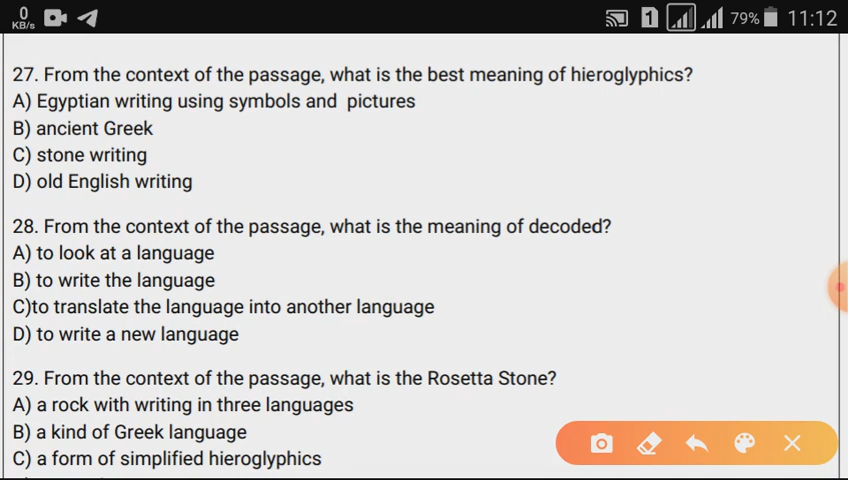 0
KB/s
1
79%
11:12
27. From the context of the passage, what is the best meaning of hieroglyphics?
A) Egyptian writing using symbols and pictures
B) ancient Greek
C) stone writing
D) old English writing
28. From the context of the passage, what is the meaning of decoded?
A) to look at a language
B) to write the language
C)to translate the language into another language
D) to write a new language
29. From the context of the passage, what is the Rosetta Stone?
A) a rock with writing in three languages
B) a kind of Greek language
C) a form of simplified hieroglyphics